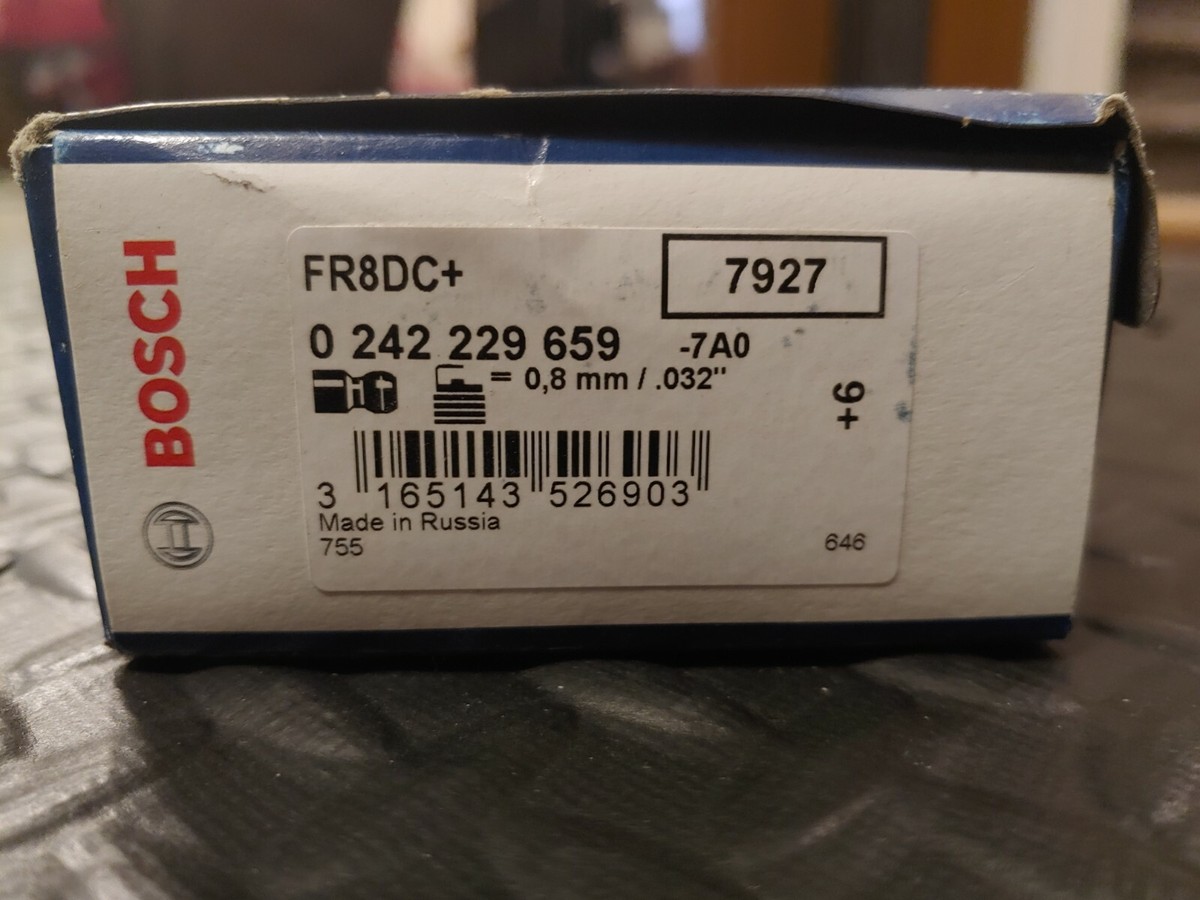 BOSCH
FR8DC+
7927
0 242 229 659 -7A0
= 0,8 mm / .032"
+9
3 165143 526903
Made in Russia
755
646